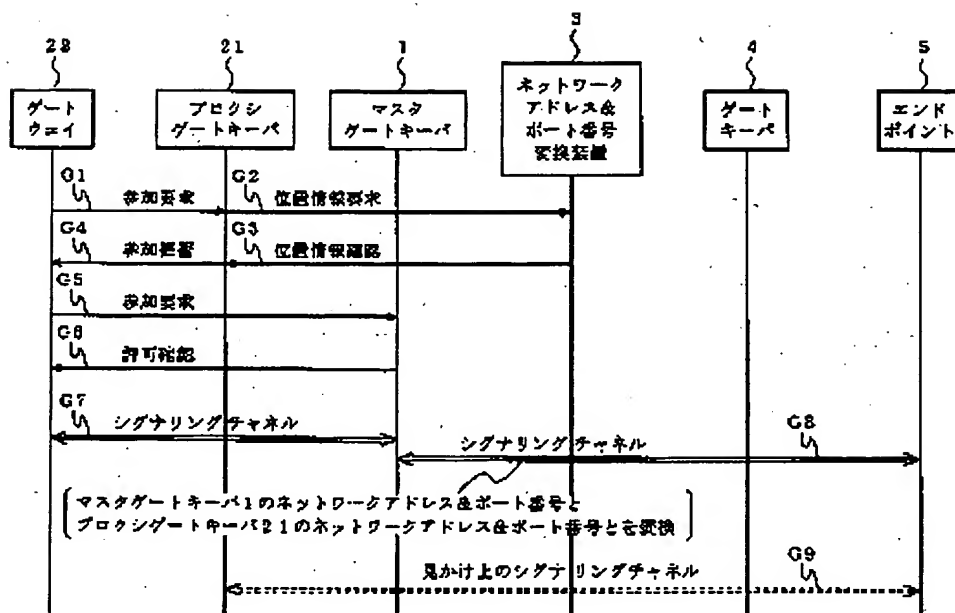 22 21 1 3 4 5
ゲート
ウェイ
プロクシ
ゲートキーパ
マスタ
ゲートキーパ
ネットワーク
アドレス&
ポート番号
変換装置
ゲート
キーパ
エンド
ポイント
G1 参加要求
G2 位置情報要求
G4 参加拒否
G3 位置情報確認
G5 参加要求
G6 許可確認
G7 シグナリングチャネル
シグナリングチャネル G8
マスタゲートキーパ1のネットワークアドレス&ポート番号と
プロクシゲートキーパ21のネットワークアドレス&ポート番号とを変換
見かけ上のシグナリングチャネル G9